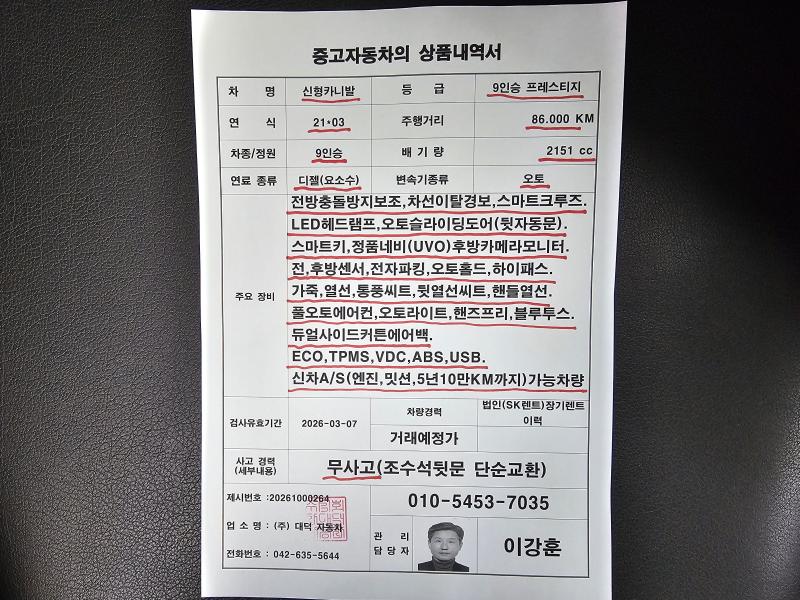 중고자동차의 상품내역서
차 명 신형카니발 등 급 9인승 프레스티지
연 식 21*03 주행거리 86.000 KM
차종/정원 9인승 배 기 량 2151 cc
연료 종류 디젤(요소수) 변속기종류 오토
주요 장비
전방충돌방지보조,차선이탈경보,스마트크루즈.
LED헤드램프,오토슬라이딩도어(뒷자동문).
스마트키,정품네비(UVO)후방카메라모니터.
전,후방센서,전자파킹,오토홀드,하이패스.
가죽,열선,통풍씨트,뒷열선씨트,핸들열선.
풀오토에어컨,오토라이트,핸즈프리,블루투스.
듀얼사이드커튼에어백.
ECO,TPMS,VDC,ABS,USB.
신차A/S(엔진,밋션,5년10만KM까지)가능차량
검사유효기간 2026-03-07 차량경력 법인(SK렌트)장기렌트
이력
거래예정가
사고 경력
(세부내용)
무사고(조수석뒷문 단순교환)
제시번호 :20261000264
업 소 명 : (주) 대덕 자동차
전화번호 : 042-635-5644
010-5453-7035
관 리
담 당 자
이강훈